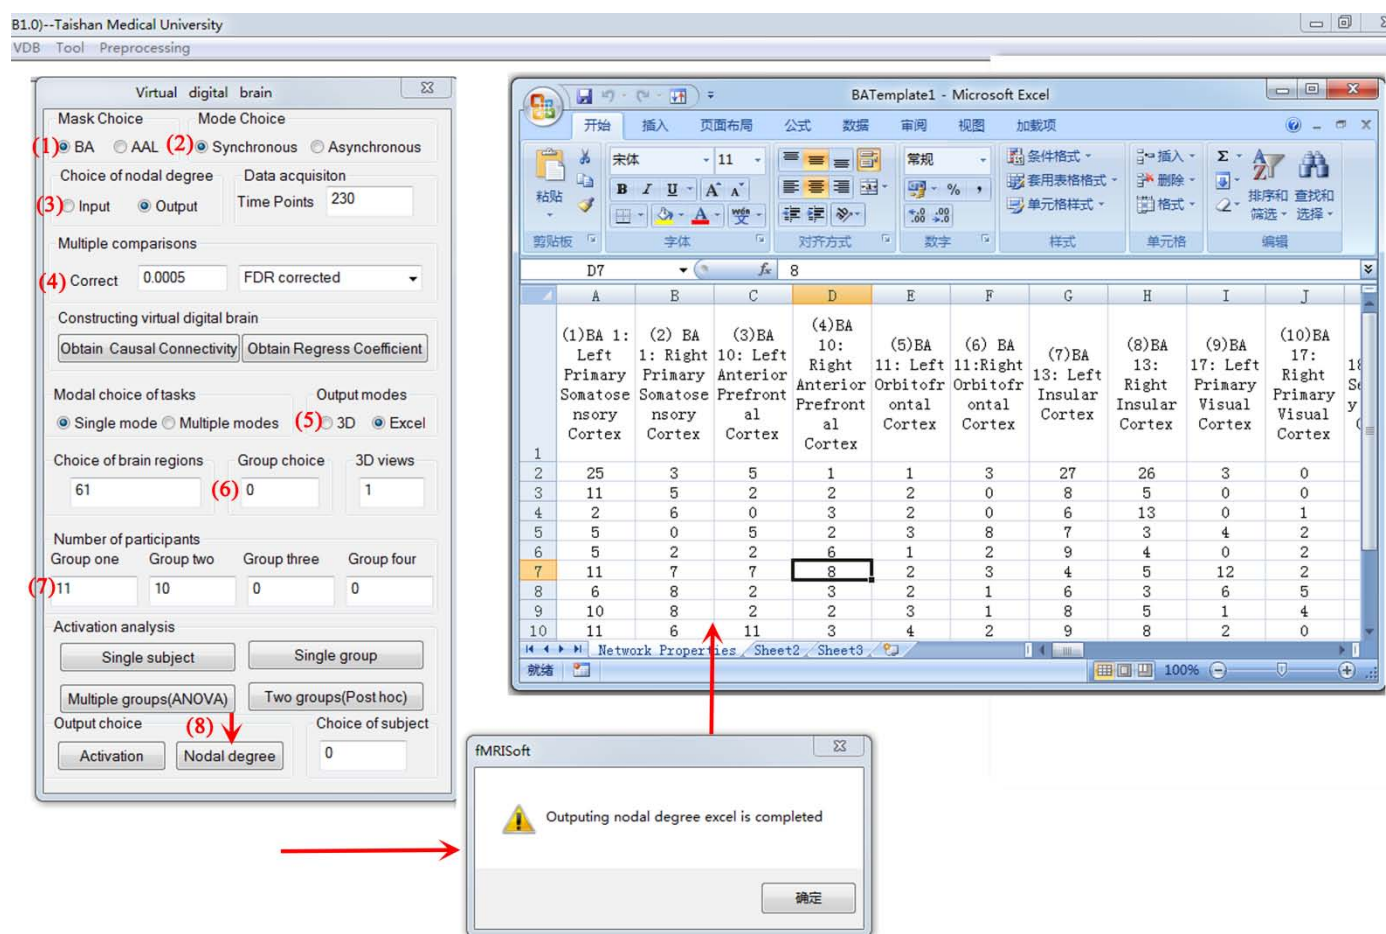 B1.0)--Taishan Medical University
VDB Tool Preprocessing
Virtual digital brain
Mask Choice Mode Choice
(1) BA AAL (2) Synchronous Asynchronous
Choice of nodal degree Data acquisiton
(3) Input Output Time Points 230
Multiple comparisons
(4) Correct 0.0005 FDR corrected
Constructing virtual digital brain
Obtain Causal Connectivity Obtain Regress Coefficient
Modal choice of tasks Output modes
Single mode Multiple modes (5) 3D Excel
Choice of brain regions Group choice 3D views
61 (6) 0 1
Number of participants
Group one Group two Group three Group four
(7) 11 10 0 0
Activation analysis
Single subject Single group
Multiple groups(ANOVA) Two groups(Post hoc)
Output choice (8) Choice of subject
Activation Nodal degree 0
BATemplate1 - Microsoft Excel
开始 插入 页面布局 公式 数据 审阅 视图 加载项
粘贴 宋体 11 常规 条件格式 插入 Σ
B I U A A % , 套用表格格式 删除 排序和 查找和
A wén 文 .00 .0 单元格样式 格式 筛选 选择
剪贴板 字体 对齐方式 数字 样式 单元格 编辑
D7 fx 8
A B C D E F G H I J
1
(1)BA 1: Left Primary Somatosensory Cortex
(2) BA 1: Right Primary Somatosensory Cortex
(3)BA 10: Left Anterior Prefrontal Cortex
(4)BA 10: Right Anterior Prefrontal Cortex
(5)BA 11: Left Orbitofrontal Cortex
(6) BA 11:Right Orbitofrontal Cortex
(7)BA 13: Left Insular Cortex
(8)BA 13: Right Insular Cortex
(9)BA 17: Left Primary Visual Cortex
(10)BA 17: Right Primary Visual Cortex
2 25 3 5 1 1 3 27 26 3 0
3 11 5 2 2 2 0 8 5 0 0
4 2 6 0 3 2 0 6 13 0 1
5 5 0 5 2 3 8 7 3 4 2
6 5 2 2 6 1 2 9 4 0 2
7 11 7 7 8 2 3 4 5 12 2
8 6 8 2 3 2 1 6 3 6 5
9 10 8 2 2 3 1 8 5 1 4
10 11 6 11 3 4 2 9 8 2 0
Network Properties Sheet2 Sheet3
就绪 100%
fMRISoft
Outputing nodal degree excel is completed
确定